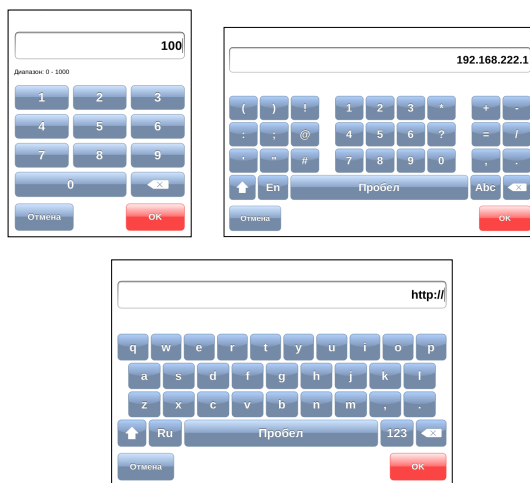 100
Диапазон: 0 - 1000
1 2 3
4 5 6
7 8 9
0
Отмена OK
192.168.222.1
( ) ! 1 2 3 * + -
: ; @ 4 5 6 ? = /
' " # 7 8 9 0 , .
En Пробел Abc
Отмена OK
http://
q w e r t y u i o p
a s d f g h j k l
z x c v b n m , .
Ru Пробел 123
Отмена OK